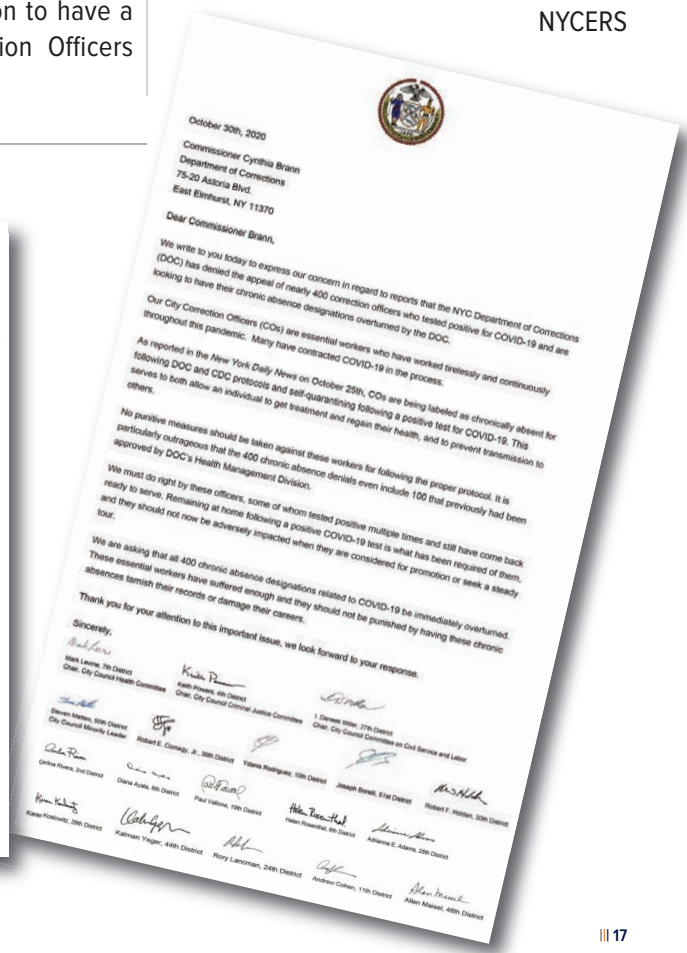 on to have a
ion Officers
NYCERS
October 30th, 2020
Commissioner Cynthia Brann
Department of Corrections
75-20 Astoria Blvd.
East Elmhurst, NY 11370
Dear Commissioner Brann,
We write to you today to express our concern in regard to reports that the NYC Department of Corrections
(DOC) has denied the appeal of nearly 400 correction officers who tested positive for COVID-19 and are
looking to have their chronic absence designations overturned by the DOC.
Our City Correction Officers (COs) are essential workers who have worked tirelessly and continuously
throughout this pandemic. Many have contracted COVID-19 in the process.
As reported in the New York Daily News on October 25th, COs are being labeled as chronically absent for
following DOC and CDC protocols and self-quarantining following a positive test for COVID-19. This
serves to both allow an individual to get treatment and regain their health, and to prevent transmission to
others.
No punitive measures should be taken against these workers for following the proper protocol. It is
particularly outrageous that the 400 chronic absence denials even include 100 that previously had been
approved by DOC's Health Management Division.
We must do right by these officers, some of whom tested positive multiple times and still have come back
ready to serve. Remaining at home following a positive COVID-19 test is what has been required of them,
and they should not now be adversely impacted when they are considered for promotion or seek a steady
tour.
We are asking that all 400 chronic absence designations related to COVID-19 be immediately overturned.
These essential workers have suffered enough and they should not be punished by having these chronic
absences tarnish their records or damage their careers.
Thank you for your attention to this important issue, we look forward to your response.
Sincerely,
Mark Levine, 7th District
Chair, City Council Health Committee
Keith Powers, 4th District
Chair, City Council Criminal Justice Committee
I. Daneek Miller, 27th District
Chair, City Council Committee on Civil Service and Labor
Steven Matteo, 50th District
City Council Minority Leader
Robert E. Cornegy, Jr., 36th District
Ydanis Rodriguez, 10th District
Joseph Borelli, 51st District
Robert F. Holden, 30th District
Carlina Rivera, 2nd District
Diana Ayala, 8th District
Paul Vallone, 19th District
Helen Rosenthal
Helen Rosenthal, 6th District
Adrienne E. Adams, 28th District
Karen Koslowitz, 29th District
Kalman Yeger, 44th District
Rory Lancman, 24th District
Andrew Cohen, 11th District
Alan Maisel
Allen Maisel, 46th District
17